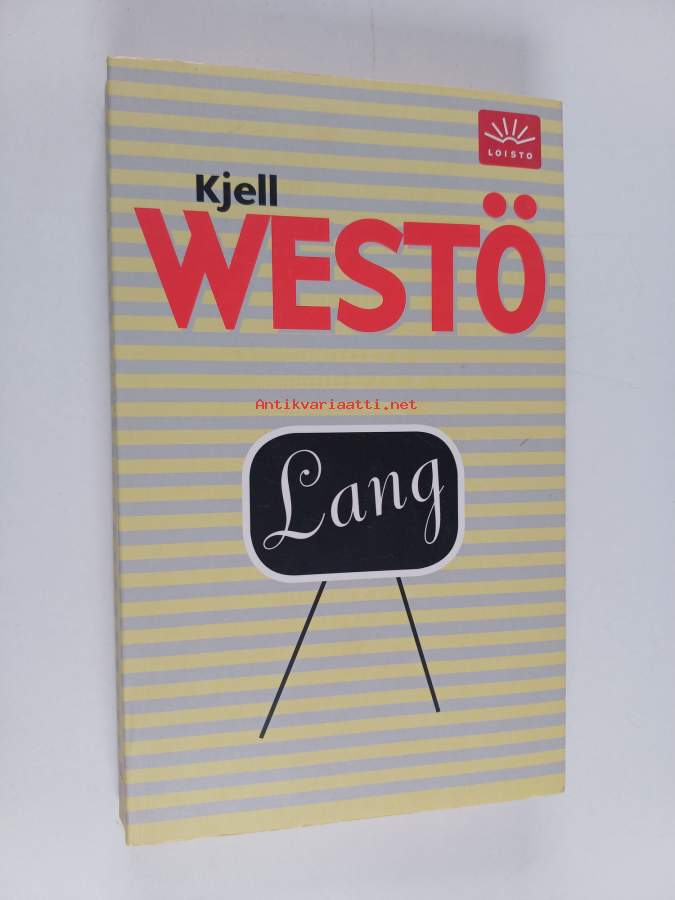 LOISTO
Kjell
WESTÖ
Antikvariaatti.net
Lang